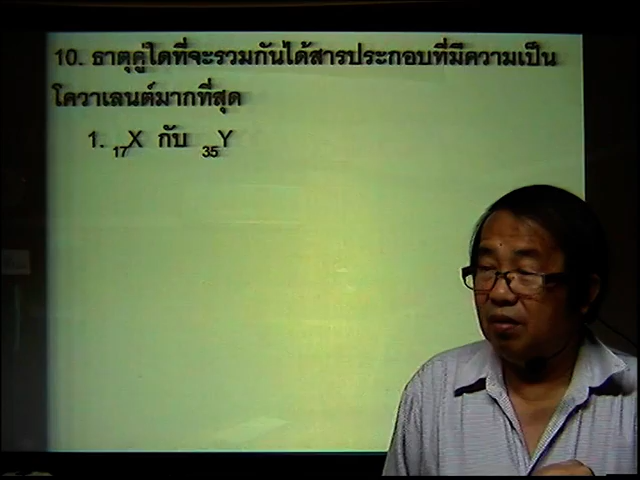 10. ธาตุคู่ใดที่จะรวมกันได้สารประกอบที่มีความเป็น
โควาเลนต์มากที่สุด
1. 17X กับ 35Y